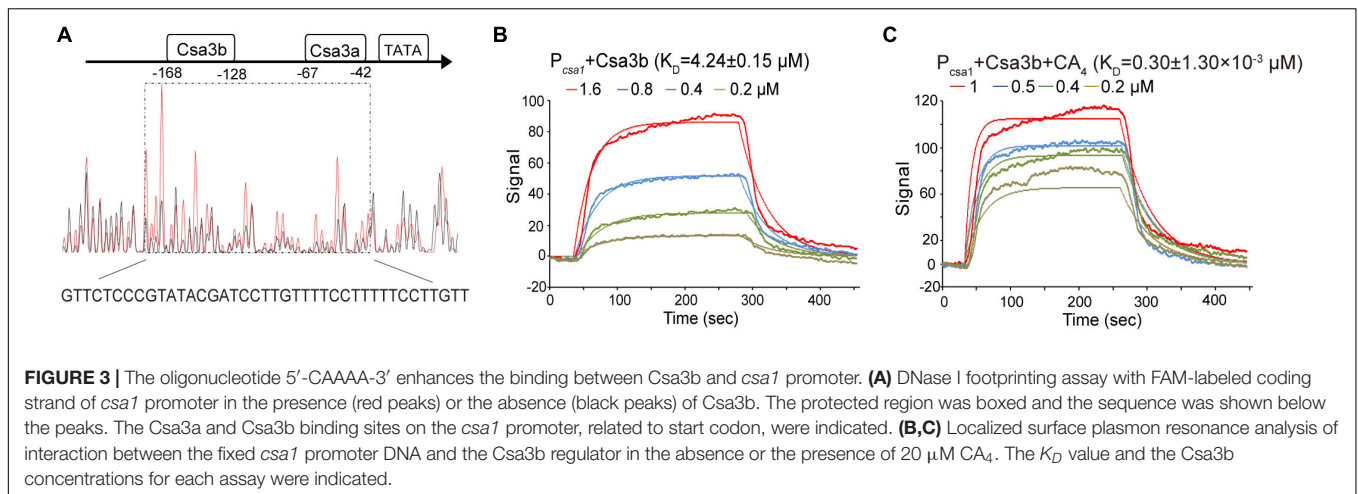 A
Csa3b Csa3a TATA
-168 -128 -67 -42
GTTCTCCCGTATACGATCCTTGTTTTCCTTTTTCCTTGTT
B
P csa1+Csa3b (KD=4.24±0.15 μM)
1.6 0.8 0.4 0.2 μM
100
80
60
40
20
0
-20
Signal
0 100 200 300 400
Time (sec)
C
P csa1+Csa3b+CA4 (KD=0.30±1.30×10-3 μM)
1 0.5 0.4 0.2 μM
120
100
60
80
20
0
-20
Signal
0 100 200 300 400
Time (sec)
FIGURE 3 | The oligonucleotide 5′-CAAAA-3′ enhances the binding between Csa3b and csa1 promoter. (A) DNase I footprinting assay with FAM-labeled coding
strand of csa1 promoter in the presence (red peaks) or the absence (black peaks) of Csa3b. The protected region was boxed and the sequence was shown below
the peaks. The Csa3a and Csa3b binding sites on the csa1 promoter, related to start codon, were indicated. (B,C) Localized surface plasmon resonance analysis of
interaction between the fixed csa1 promoter DNA and the Csa3b regulator in the absence or the presence of 20 μM CA4. The KD value and the Csa3b
concentrations for each assay were indicated.